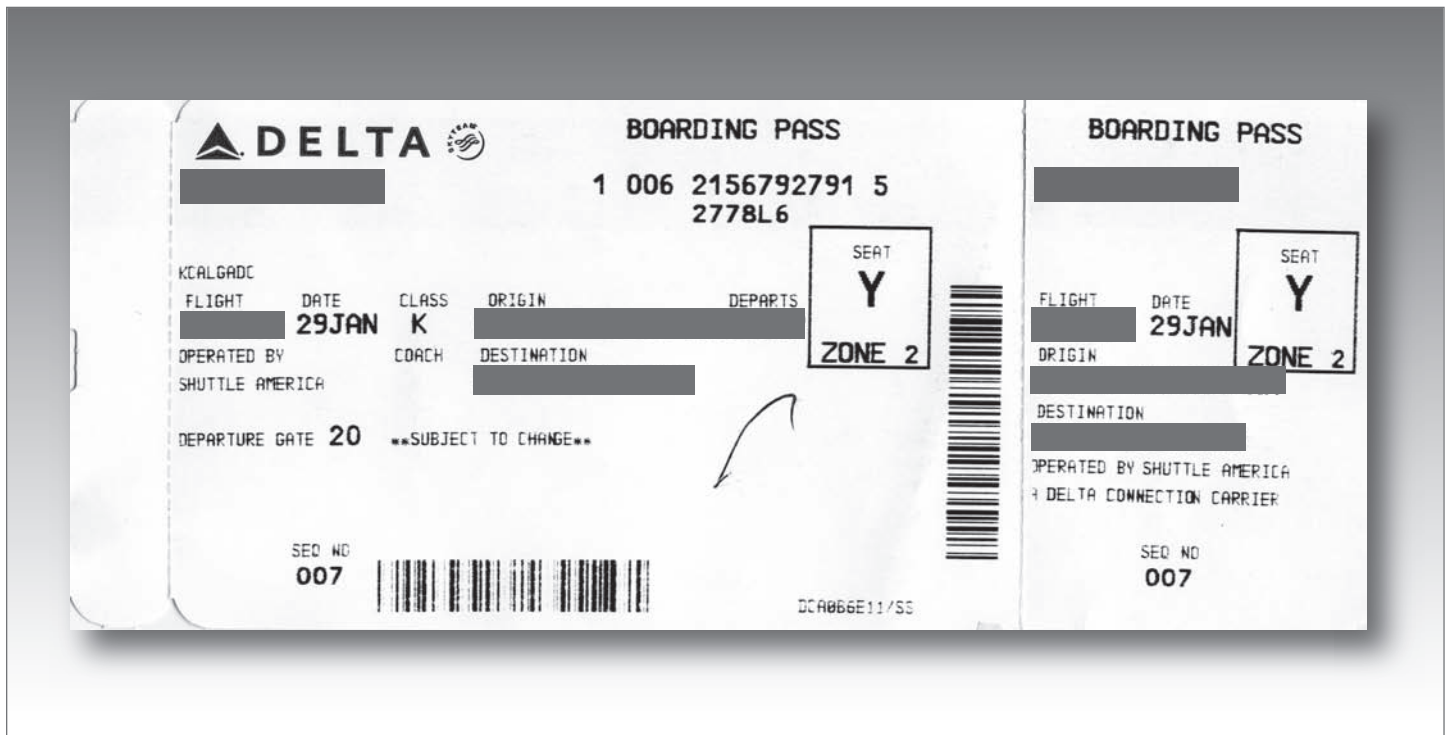 DELTA SKYTEAM
BOARDING PASS
1 006 2156792791 5
2778L6
SEAT
Y
ZONE 2
KCALGADC
FLIGHT DATE CLASS ORIGIN DEPARTS
29JAN K
OPERATED BY COACH DESTINATION
SHUTTLE AMERICA
DEPARTURE GATE 20 **SUBJECT TO CHANGE**
SEQ NO
007
DCA0B6E11/SS
BOARDING PASS
SEAT
Y
ZONE 2
FLIGHT DATE
29JAN
ORIGIN
DESTINATION
OPERATED BY SHUTTLE AMERICA
A DELTA CONNECTION CARRIER
SEQ NO
007